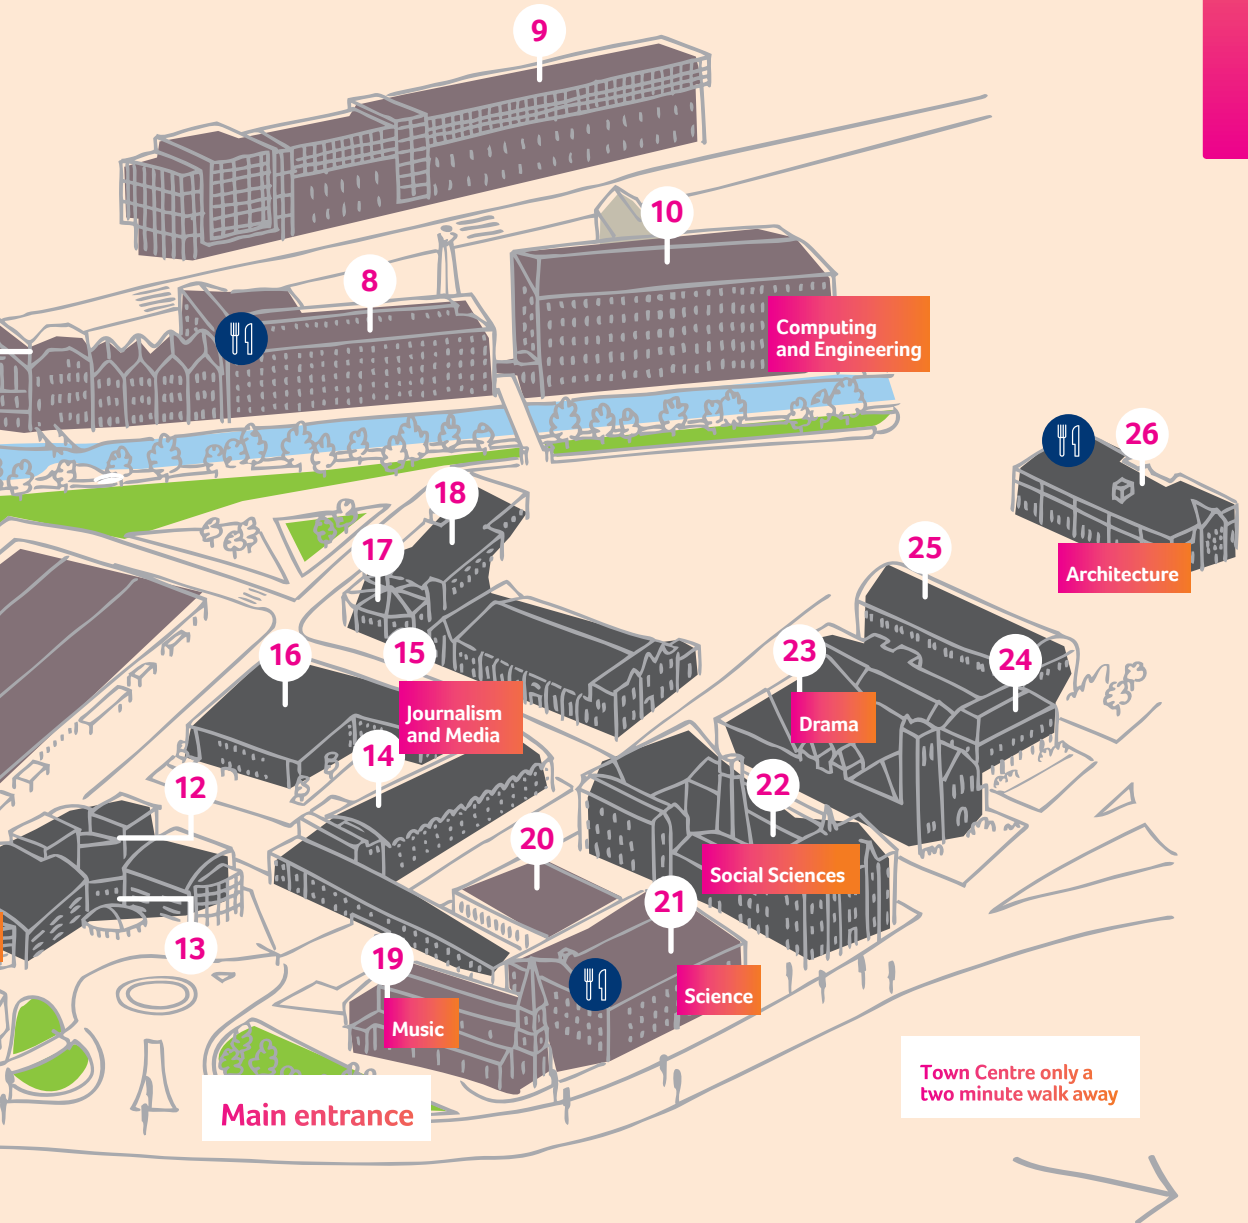 9
10
8
Computing
and Engineering
26
18
17
25
Architecture
16
15
23
24
Journalism
and Media
Drama
14
12
22
20
Social Sciences
21
13
19
Science
Music
Town Centre only a
two minute walk away
Main entrance